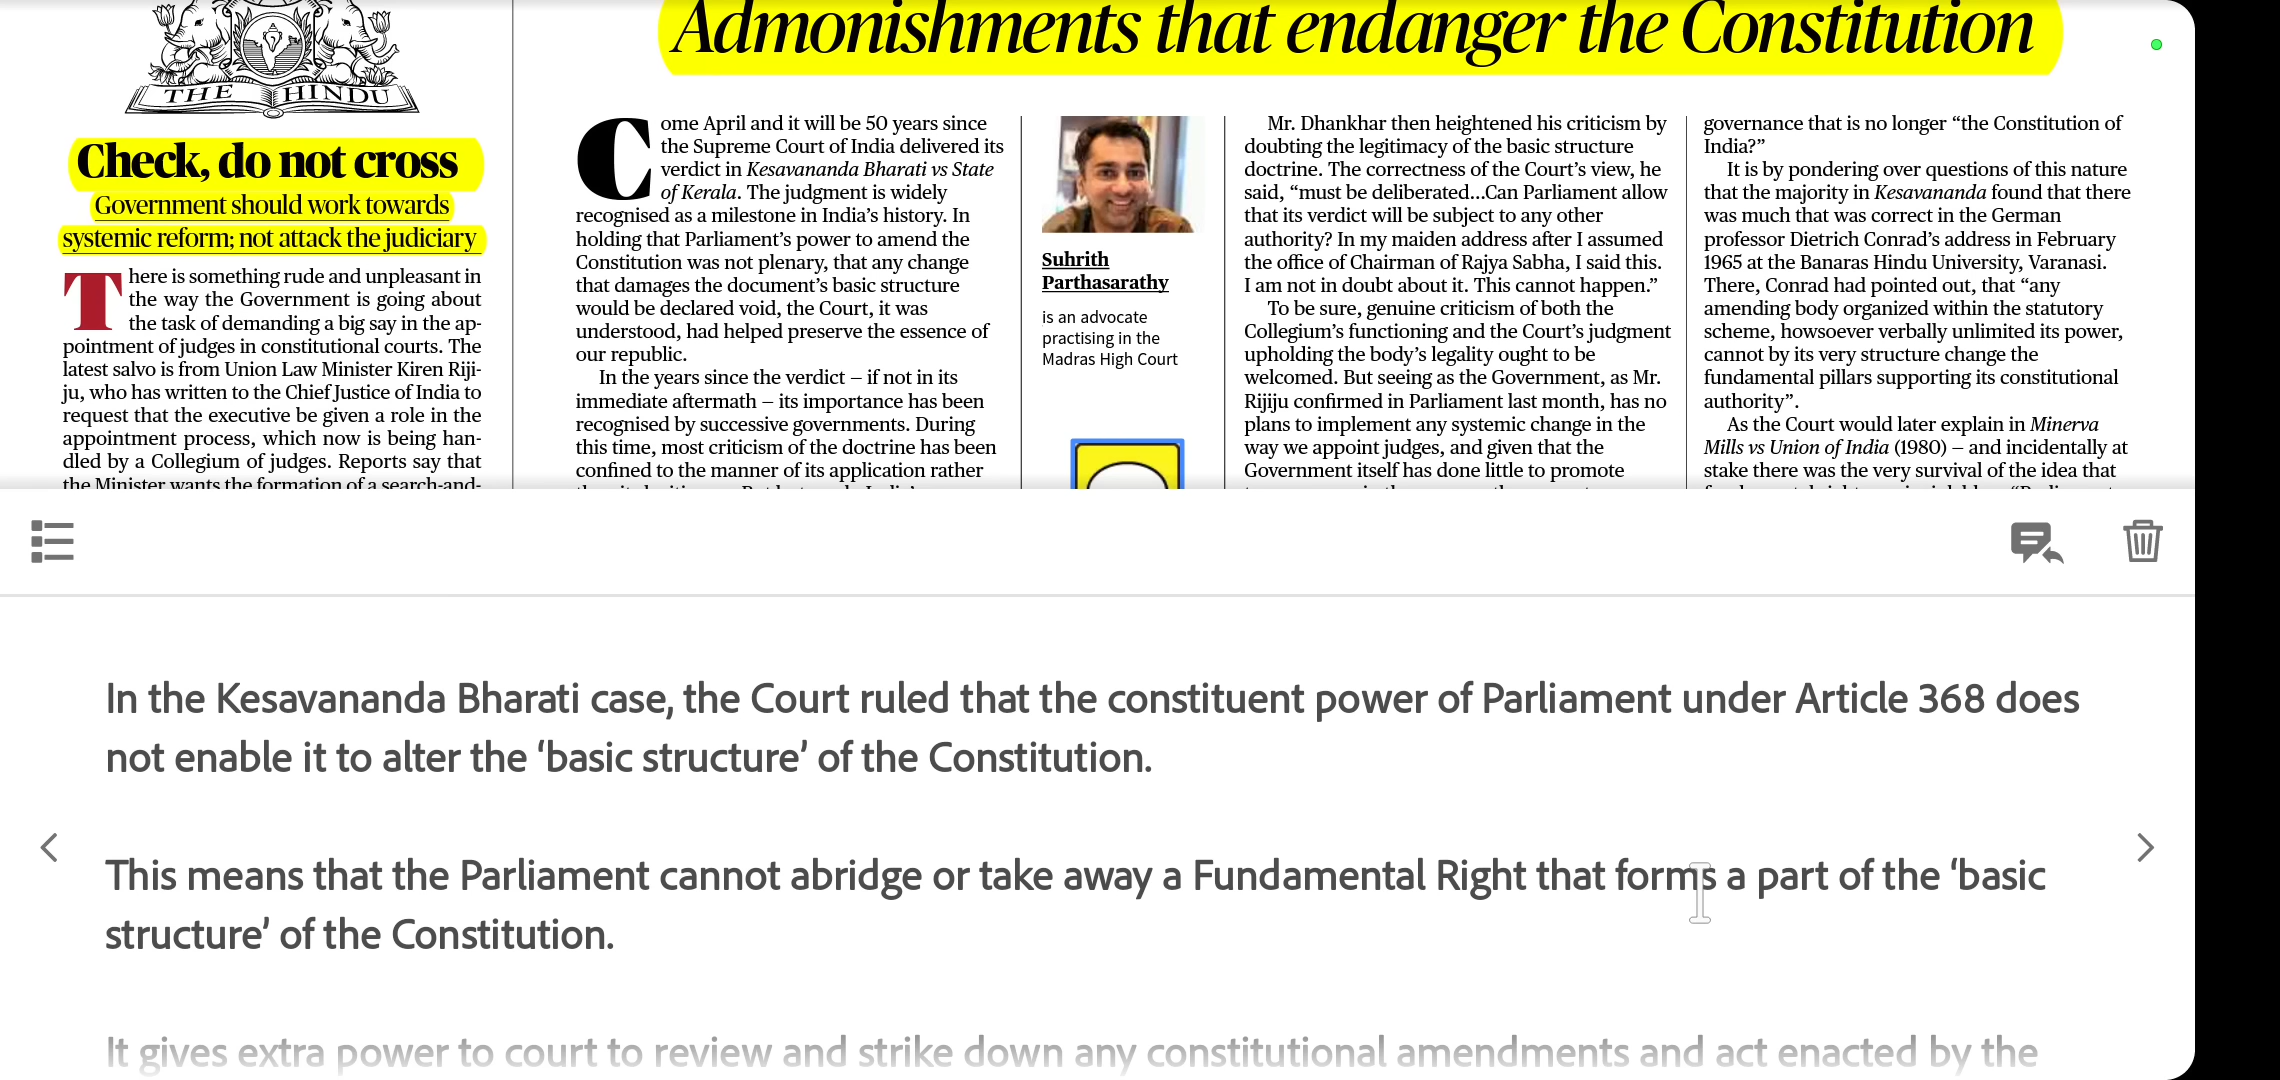 Admonishments that endanger the Constitution
THE HINDU
Check, do not cross
Government should work towards
systemic reform; not attack the judiciary
There is something rude and unpleasant in
the way the Government is going about
the task of demanding a big say in the ap-
pointment of judges in constitutional courts. The
latest salvo is from Union Law Minister Kiren Riji-
ju, who has written to the Chief Justice of India to
request that the executive be given a role in the
appointment process, which now is being han-
dled by a Collegium of judges. Reports say that
the Minister wants the formation of a search-and-
Come April and it will be 50 years since
the Supreme Court of India delivered its
verdict in Kesavananda Bharati vs State
of Kerala. The judgment is widely
recognised as a milestone in India’s history. In
holding that Parliament’s power to amend the
Constitution was not plenary, that any change
that damages the document’s basic structure
would be declared void, the Court, it was
understood, had helped preserve the essence of
our republic.
In the years since the verdict – if not in its
immediate aftermath – its importance has been
recognised by successive governments. During
this time, most criticism of the doctrine has been
confined to the manner of its application rather
Suhrith
Parthasarathy
is an advocate
practising in the
Madras High Court
Mr. Dhankhar then heightened his criticism by
doubting the legitimacy of the basic structure
doctrine. The correctness of the Court’s view, he
said, “must be deliberated...Can Parliament allow
that its verdict will be subject to any other
authority? In my maiden address after I assumed
the office of Chairman of Rajya Sabha, I said this.
I am not in doubt about it. This cannot happen.”
To be sure, genuine criticism of both the
Collegium’s functioning and the Court’s judgment
upholding the body’s legality ought to be
welcomed. But seeing as the Government, as Mr.
Rijiju confirmed in Parliament last month, has no
plans to implement any systemic change in the
way we appoint judges, and given that the
Government itself has done little to promote
governance that is no longer “the Constitution of
India?”
It is by pondering over questions of this nature
that the majority in Kesavananda found that there
was much that was correct in the German
professor Dietrich Conrad’s address in February
1965 at the Banaras Hindu University, Varanasi.
There, Conrad had pointed out, that “any
amending body organized within the statutory
scheme, howsoever verbally unlimited its power,
cannot by its very structure change the
fundamental pillars supporting its constitutional
authority”.
As the Court would later explain in Minerva
Mills vs Union of India (1980) – and incidentally at
stake there was the very survival of the idea that
In the Kesavananda Bharati case, the Court ruled that the constituent power of Parliament under Article 368 does
not enable it to alter the ‘basic structure’ of the Constitution.
This means that the Parliament cannot abridge or take away a Fundamental Right that forms a part of the ‘basic
structure’ of the Constitution.
It gives extra power to court to review and strike down any constitutional amendments and act enacted by the